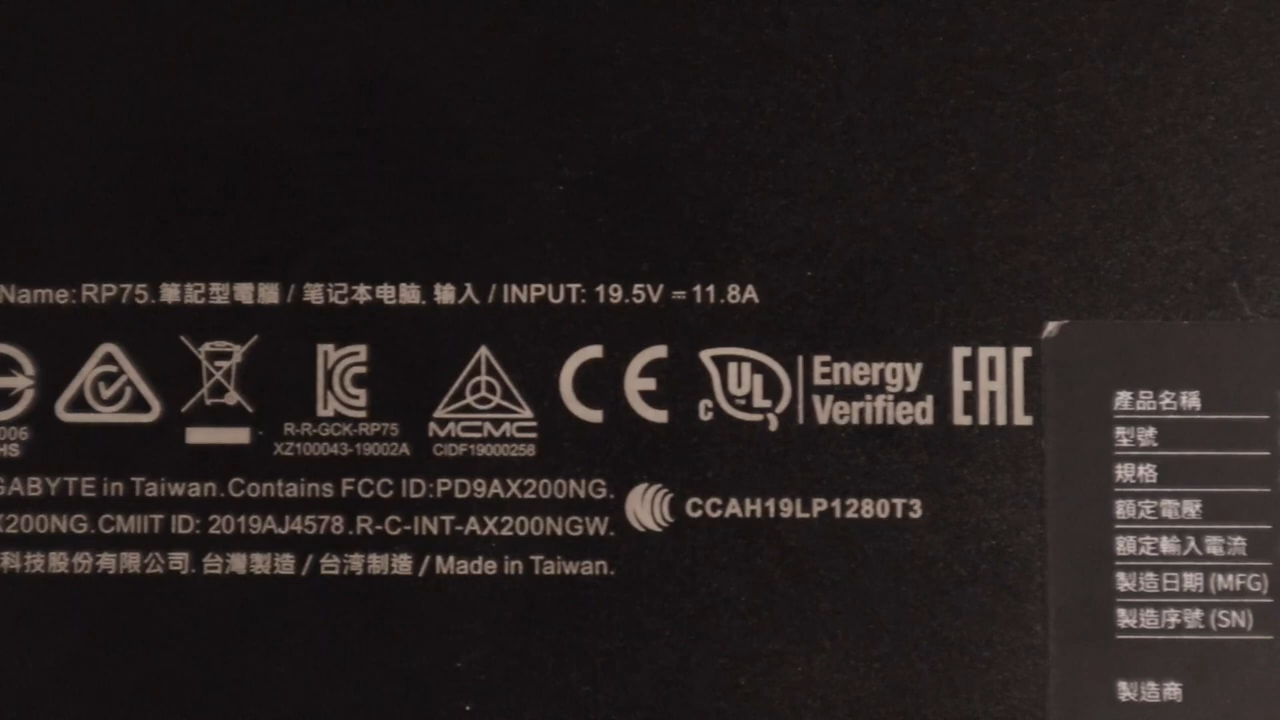 Name: RP75. 筆記型電腦 / 笔记本电脑. 输入 / INPUT: 19.5V ⎓ 11.8A
R-R-GCK-RP75
XZ100043-19002A
MCMC
CIDF19000258
CE
UL
Energy
Verified
EAC
006
HS
GABYTE in Taiwan. Contains FCC ID:PD9AX200NG.
X200NG. CMIIT ID: 2019AJ4578. R-C-INT-AX200NGW.
科技股份有限公司. 台灣製造 / 台湾制造 / Made in Taiwan.
CCAH19LP1280T3
產品名稱
型號
規格
額定電壓
額定輸入電流
製造日期 (MFG)
製造序號 (SN)
製造商